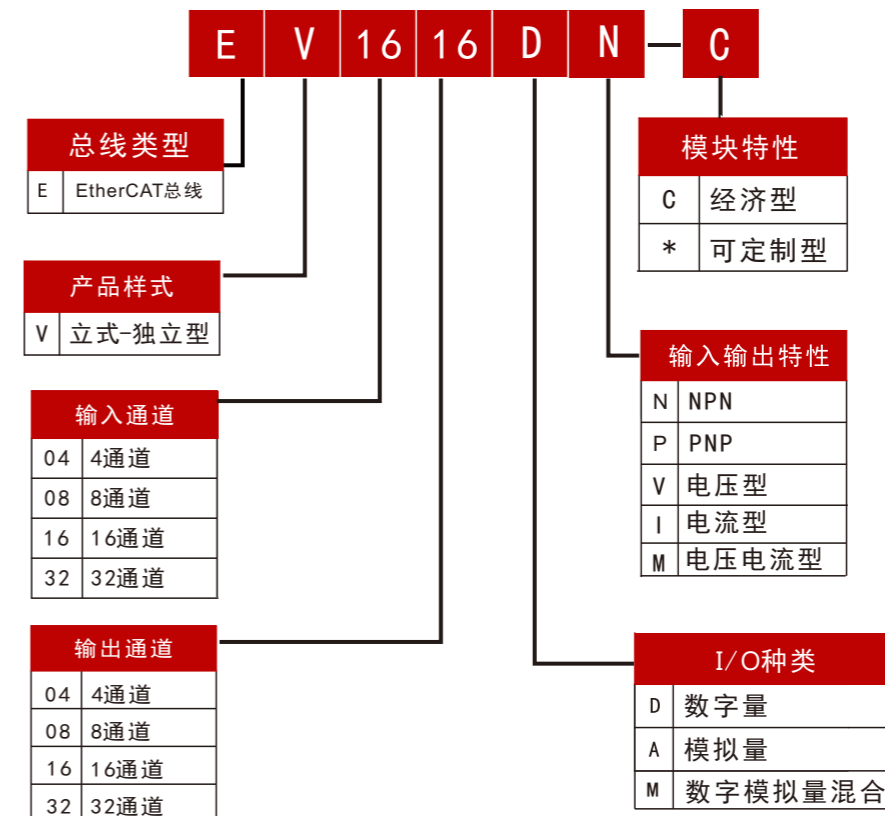 E V 16 16 D N — C
总线类型
E EtherCAT总线
产品样式
V 立式-独立型
输入通道
04 4通道
08 8通道
16 16通道
32 32通道
输出通道
04 4通道
08 8通道
16 16通道
32 32通道
模块特性
C 经济型
* 可定制型
输入输出特性
N NPN
P PNP
V 电压型
I 电流型
M 电压电流型
I/O种类
D 数字量
A 模拟量
M 数字模拟量混合